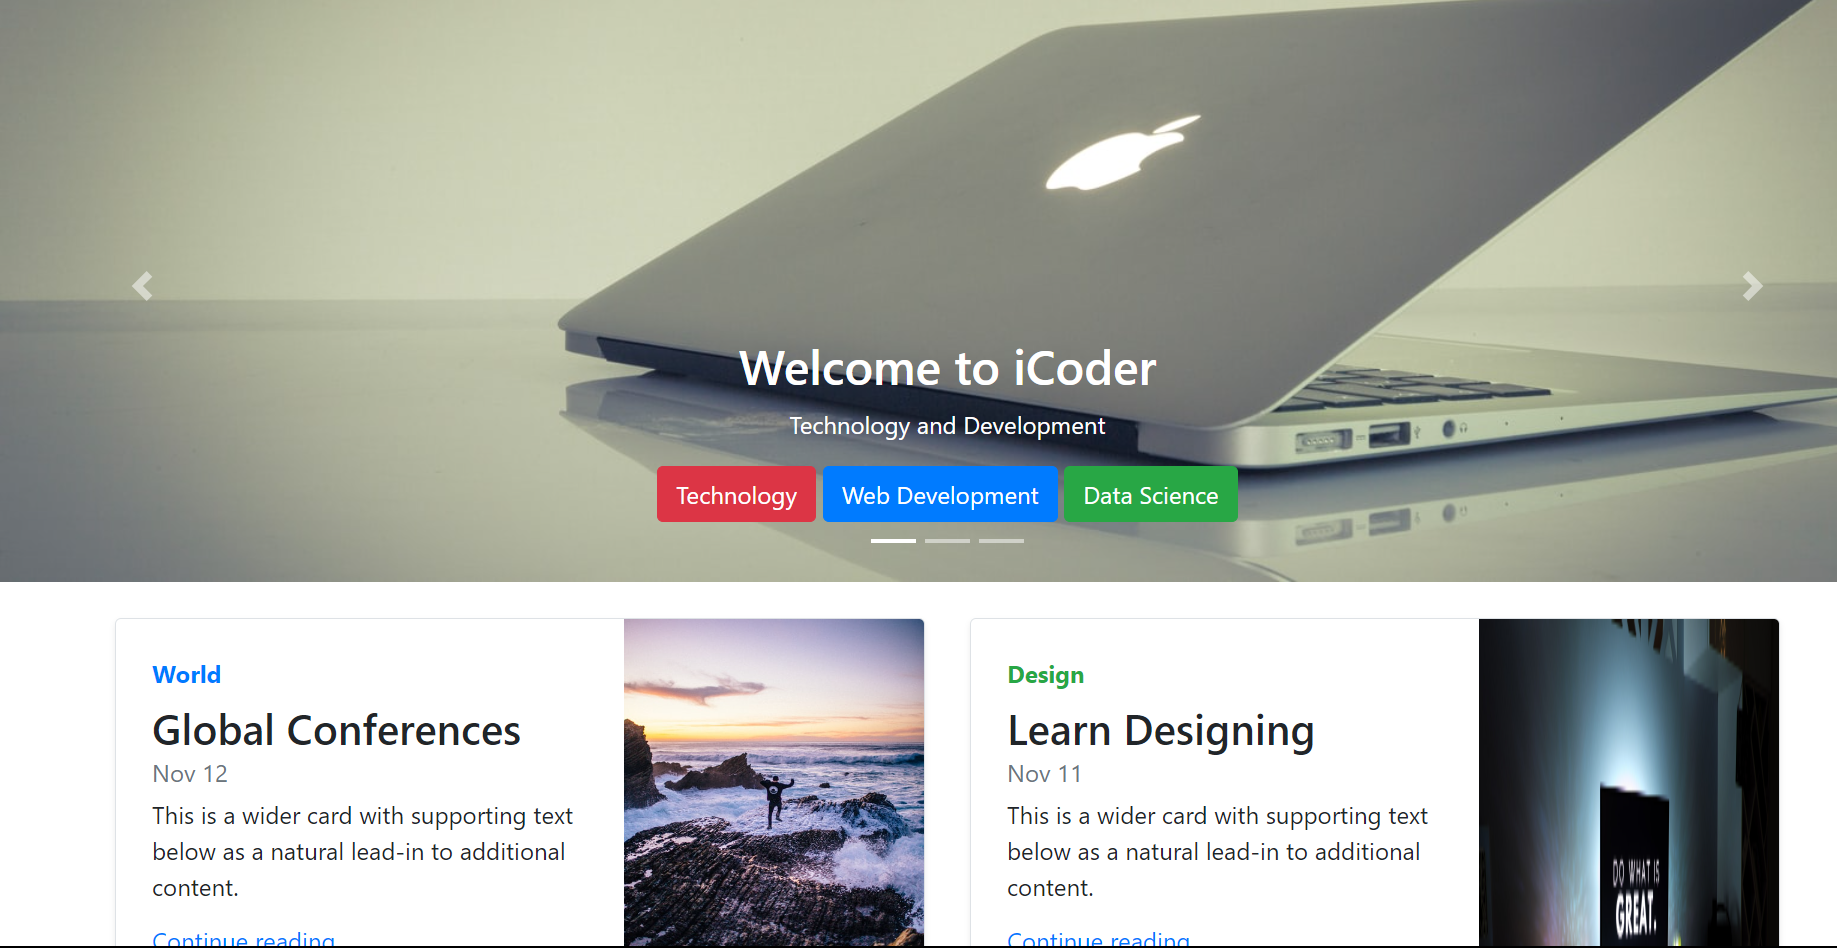 Welcome to iCoder
Technology and Development
Technology
Web Development
Data Science
World
Global Conferences
Nov 12
This is a wider card with supporting text
below as a natural lead-in to additional
content.
Continue reading
Design
Learn Designing
Nov 11
This is a wider card with supporting text
below as a natural lead-in to additional
content.
Continue reading
DO WHAT IS
GREAT.